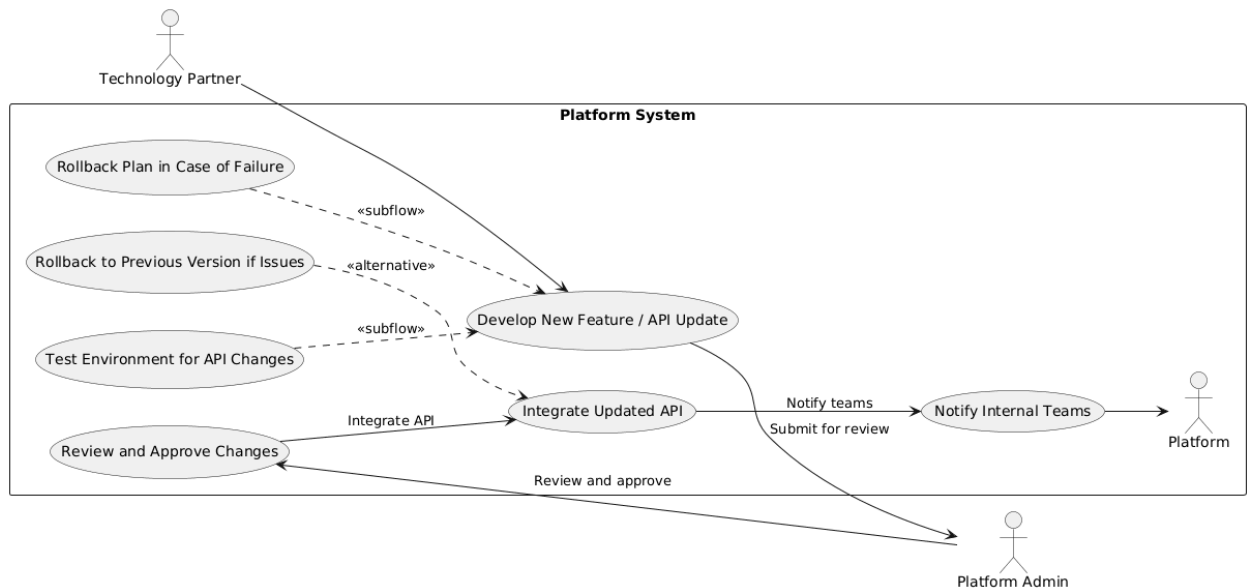 Technology Partner
Platform System
Rollback Plan in Case of Failure
«subflow»
Rollback to Previous Version if Issues
«alternative»
Develop New Feature / API Update
«subflow»
Test Environment for API Changes
Integrate Updated API
Notify teams
Notify Internal Teams
Integrate API
Submit for review
Platform
Review and Approve Changes
Review and approve
Platform Admin